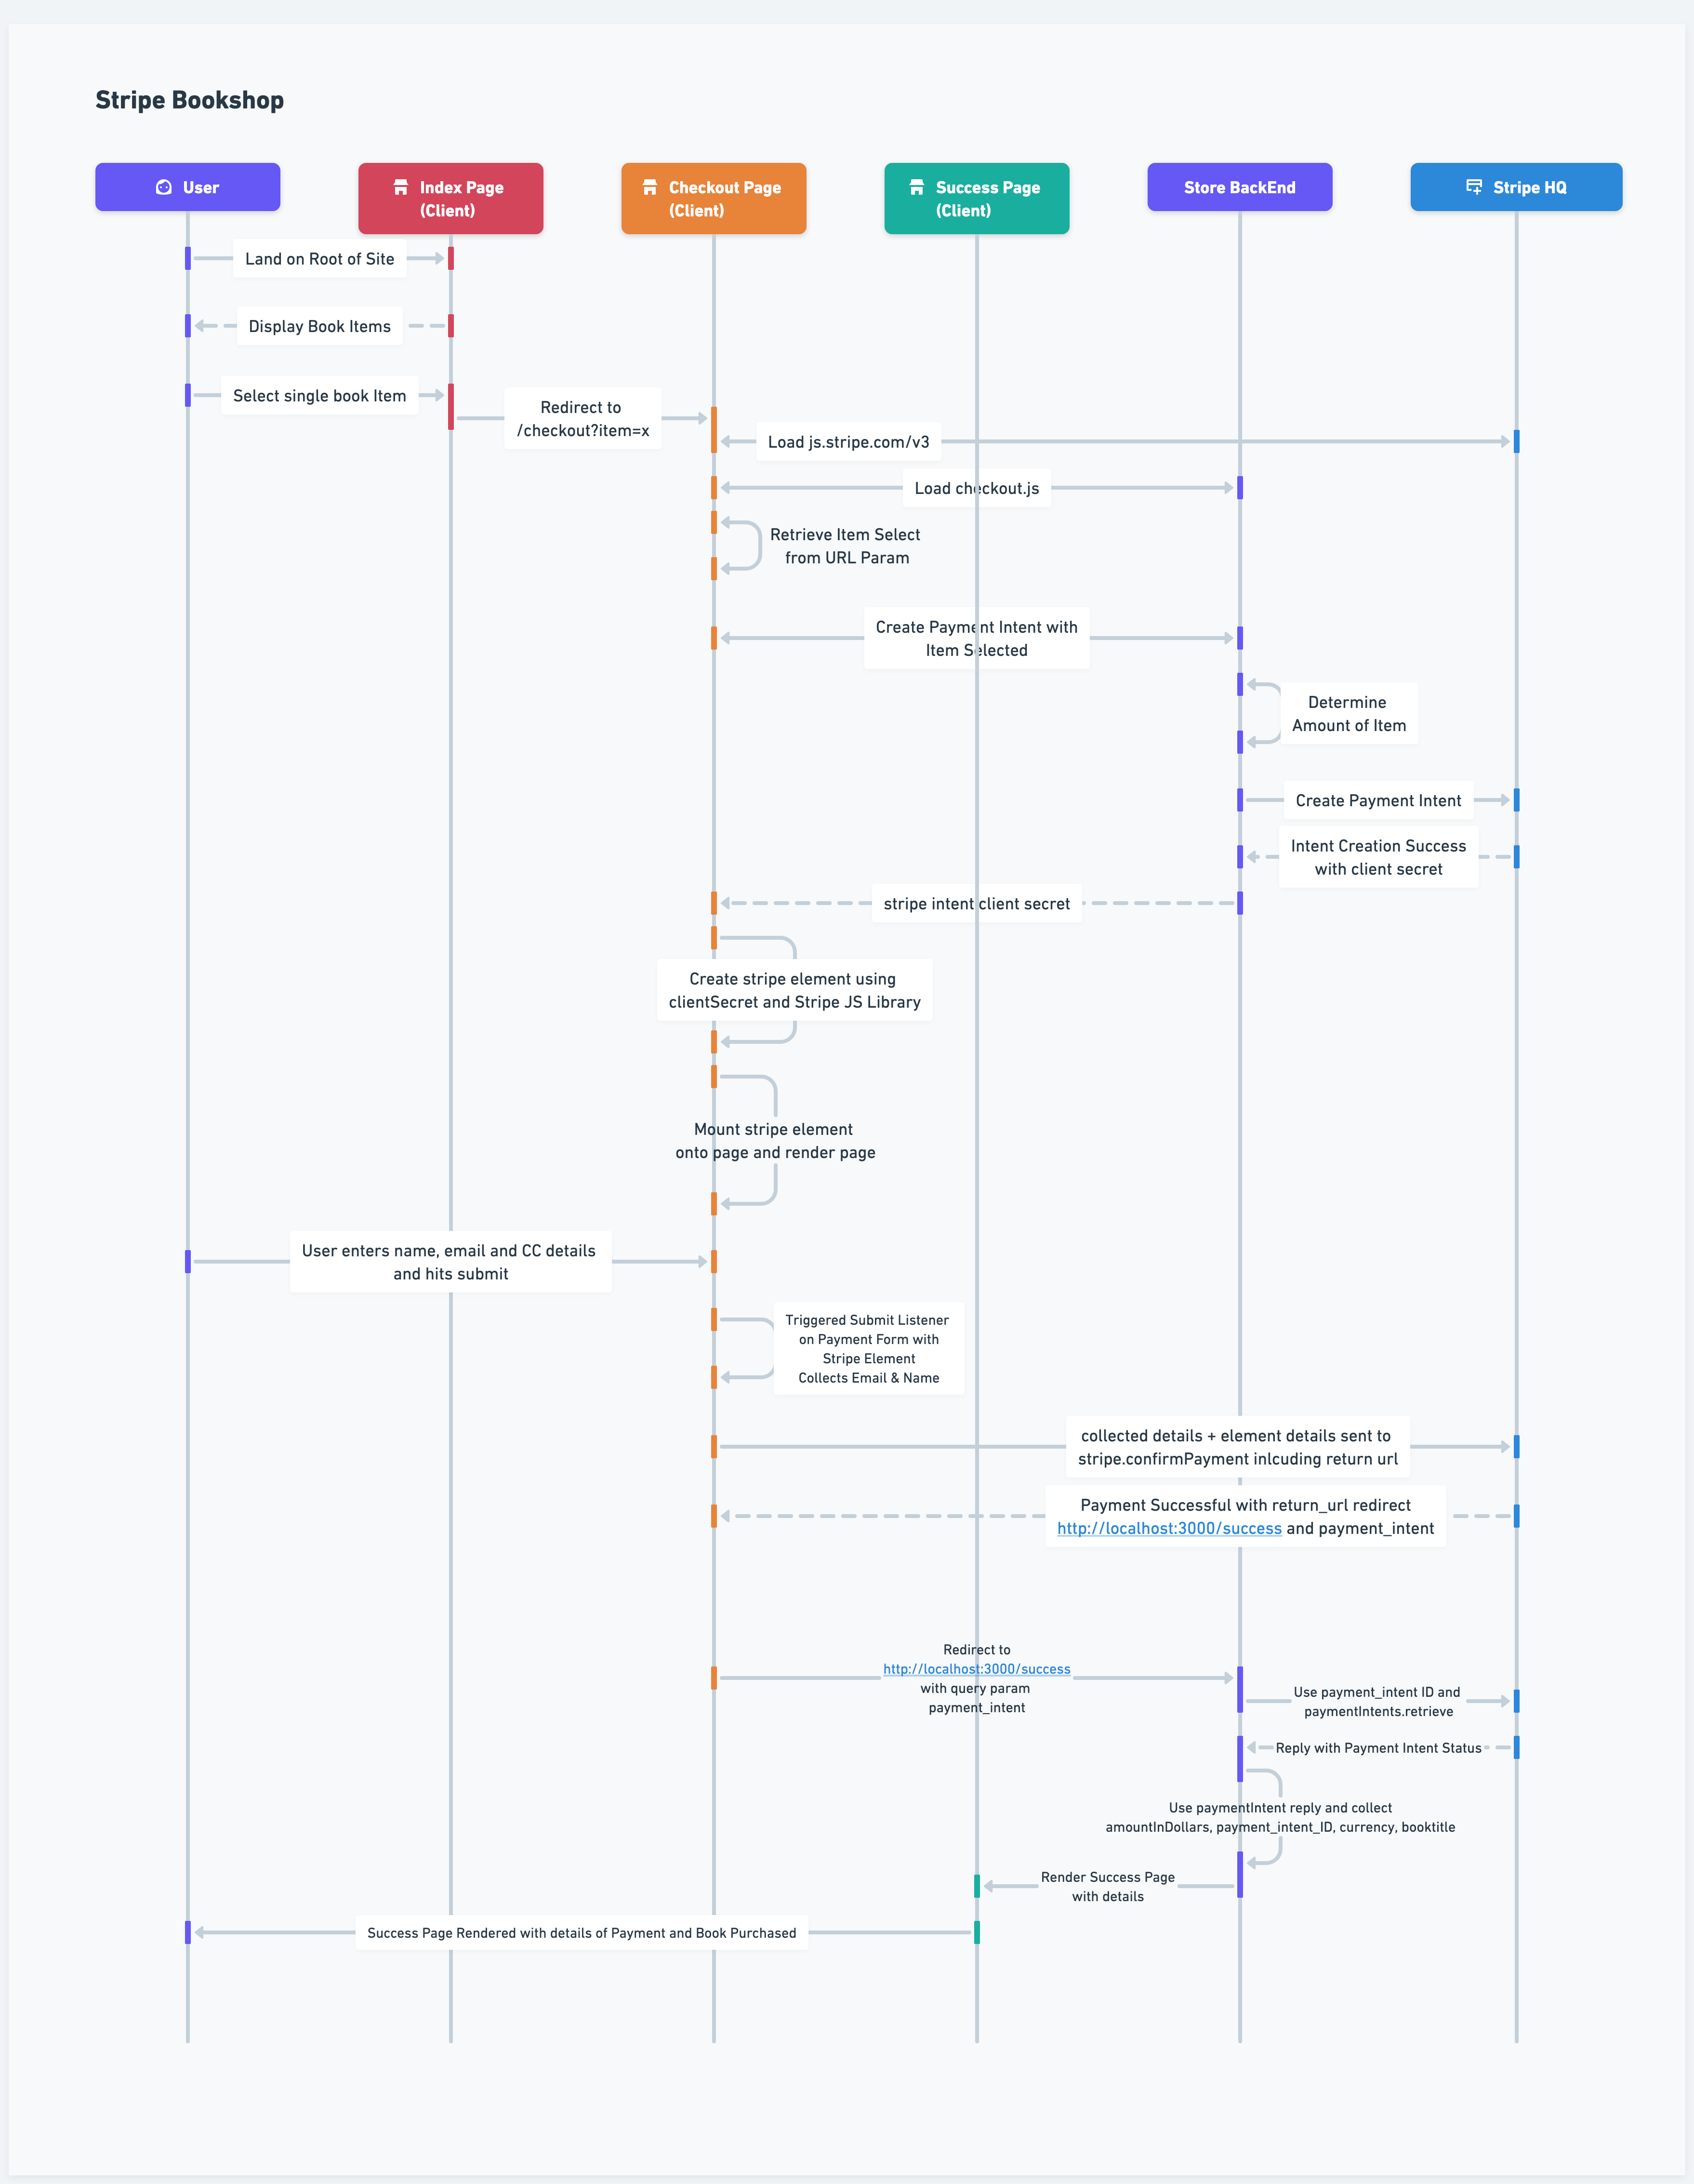 Stripe Bookshop
User
Index Page
(Client)
Checkout Page
(Client)
Success Page
(Client)
Store BackEnd
Stripe HQ
Land on Root of Site
Display Book Items
Select single book Item
Redirect to
/checkout?item=x
Load js.stripe.com/v3
Load checkout.js
Retrieve Item Select
from URL Param
Create Payment Intent with
Item Selected
Determine
Amount of Item
Create Payment Intent
Intent Creation Success
with client secret
stripe intent client secret
Create stripe element using
clientSecret and Stripe JS Library
Mount stripe element
onto page and render page
User enters name, email and CC details
and hits submit
Triggered Submit Listener
on Payment Form with
Stripe Element
Collects Email & Name
collected details + element details sent to
stripe.confirmPayment inlcuding return url
Payment Successful with return_url redirect
http://localhost:3000/success and payment_intent
Redirect to
http://localhost:3000/success
with query param
payment_intent
Use payment_intent ID and
paymentIntents.retrieve
Reply with Payment Intent Status
Use paymentIntent reply and collect
amountInDollars, payment_intent_ID, currency, booktitle
Render Success Page
with details
Success Page Rendered with details of Payment and Book Purchased